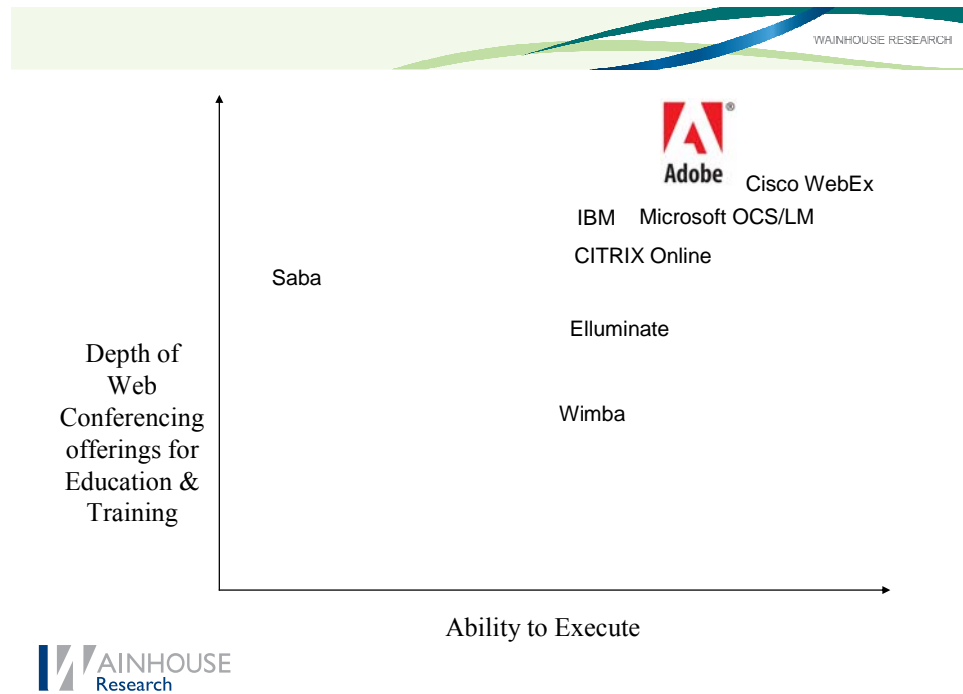 WAINHOUSE RESEARCH
Adobe®
Cisco WebEx
IBM Microsoft OCS/LM
CITRIX Online
Saba
Elluminate
Depth of
Web
Conferencing
offerings for
Education &
Training
Wimba
Ability to Execute
WAINHOUSE
Research